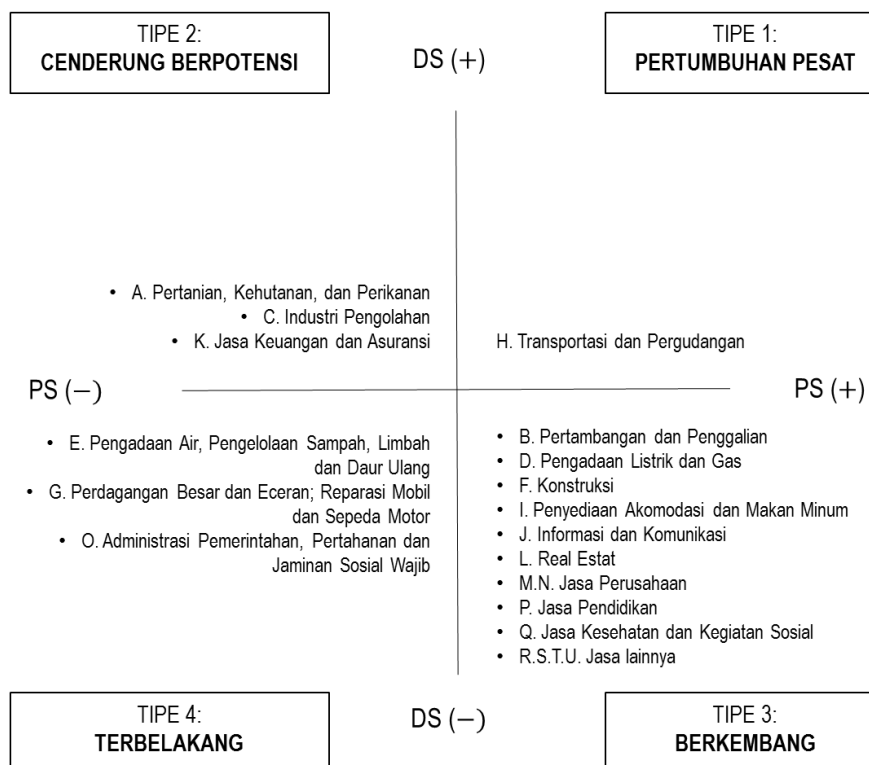 TIPE 2:
CENDERUNG BERPOTENSI
DS (+)
TIPE 1:
PERTUMBUHAN PESAT
• A. Pertanian, Kehutanan, dan Perikanan
• C. Industri Pengolahan
• K. Jasa Keuangan dan Asuransi
H. Transportasi dan Pergudangan
PS (−)
PS (+)
• E. Pengadaan Air, Pengelolaan Sampah, Limbah
dan Daur Ulang
• G. Perdagangan Besar dan Eceran; Reparasi Mobil
dan Sepeda Motor
• O. Administrasi Pemerintahan, Pertahanan dan
Jaminan Sosial Wajib
• B. Pertambangan dan Penggalian
• D. Pengadaan Listrik dan Gas
• F. Konstruksi
• I. Penyediaan Akomodasi dan Makan Minum
• J. Informasi dan Komunikasi
• L. Real Estat
• M.N. Jasa Perusahaan
• P. Jasa Pendidikan
• Q. Jasa Kesehatan dan Kegiatan Sosial
• R.S.T.U. Jasa lainnya
TIPE 4:
TERBELAKANG
DS (−)
TIPE 3:
BERKEMBANG